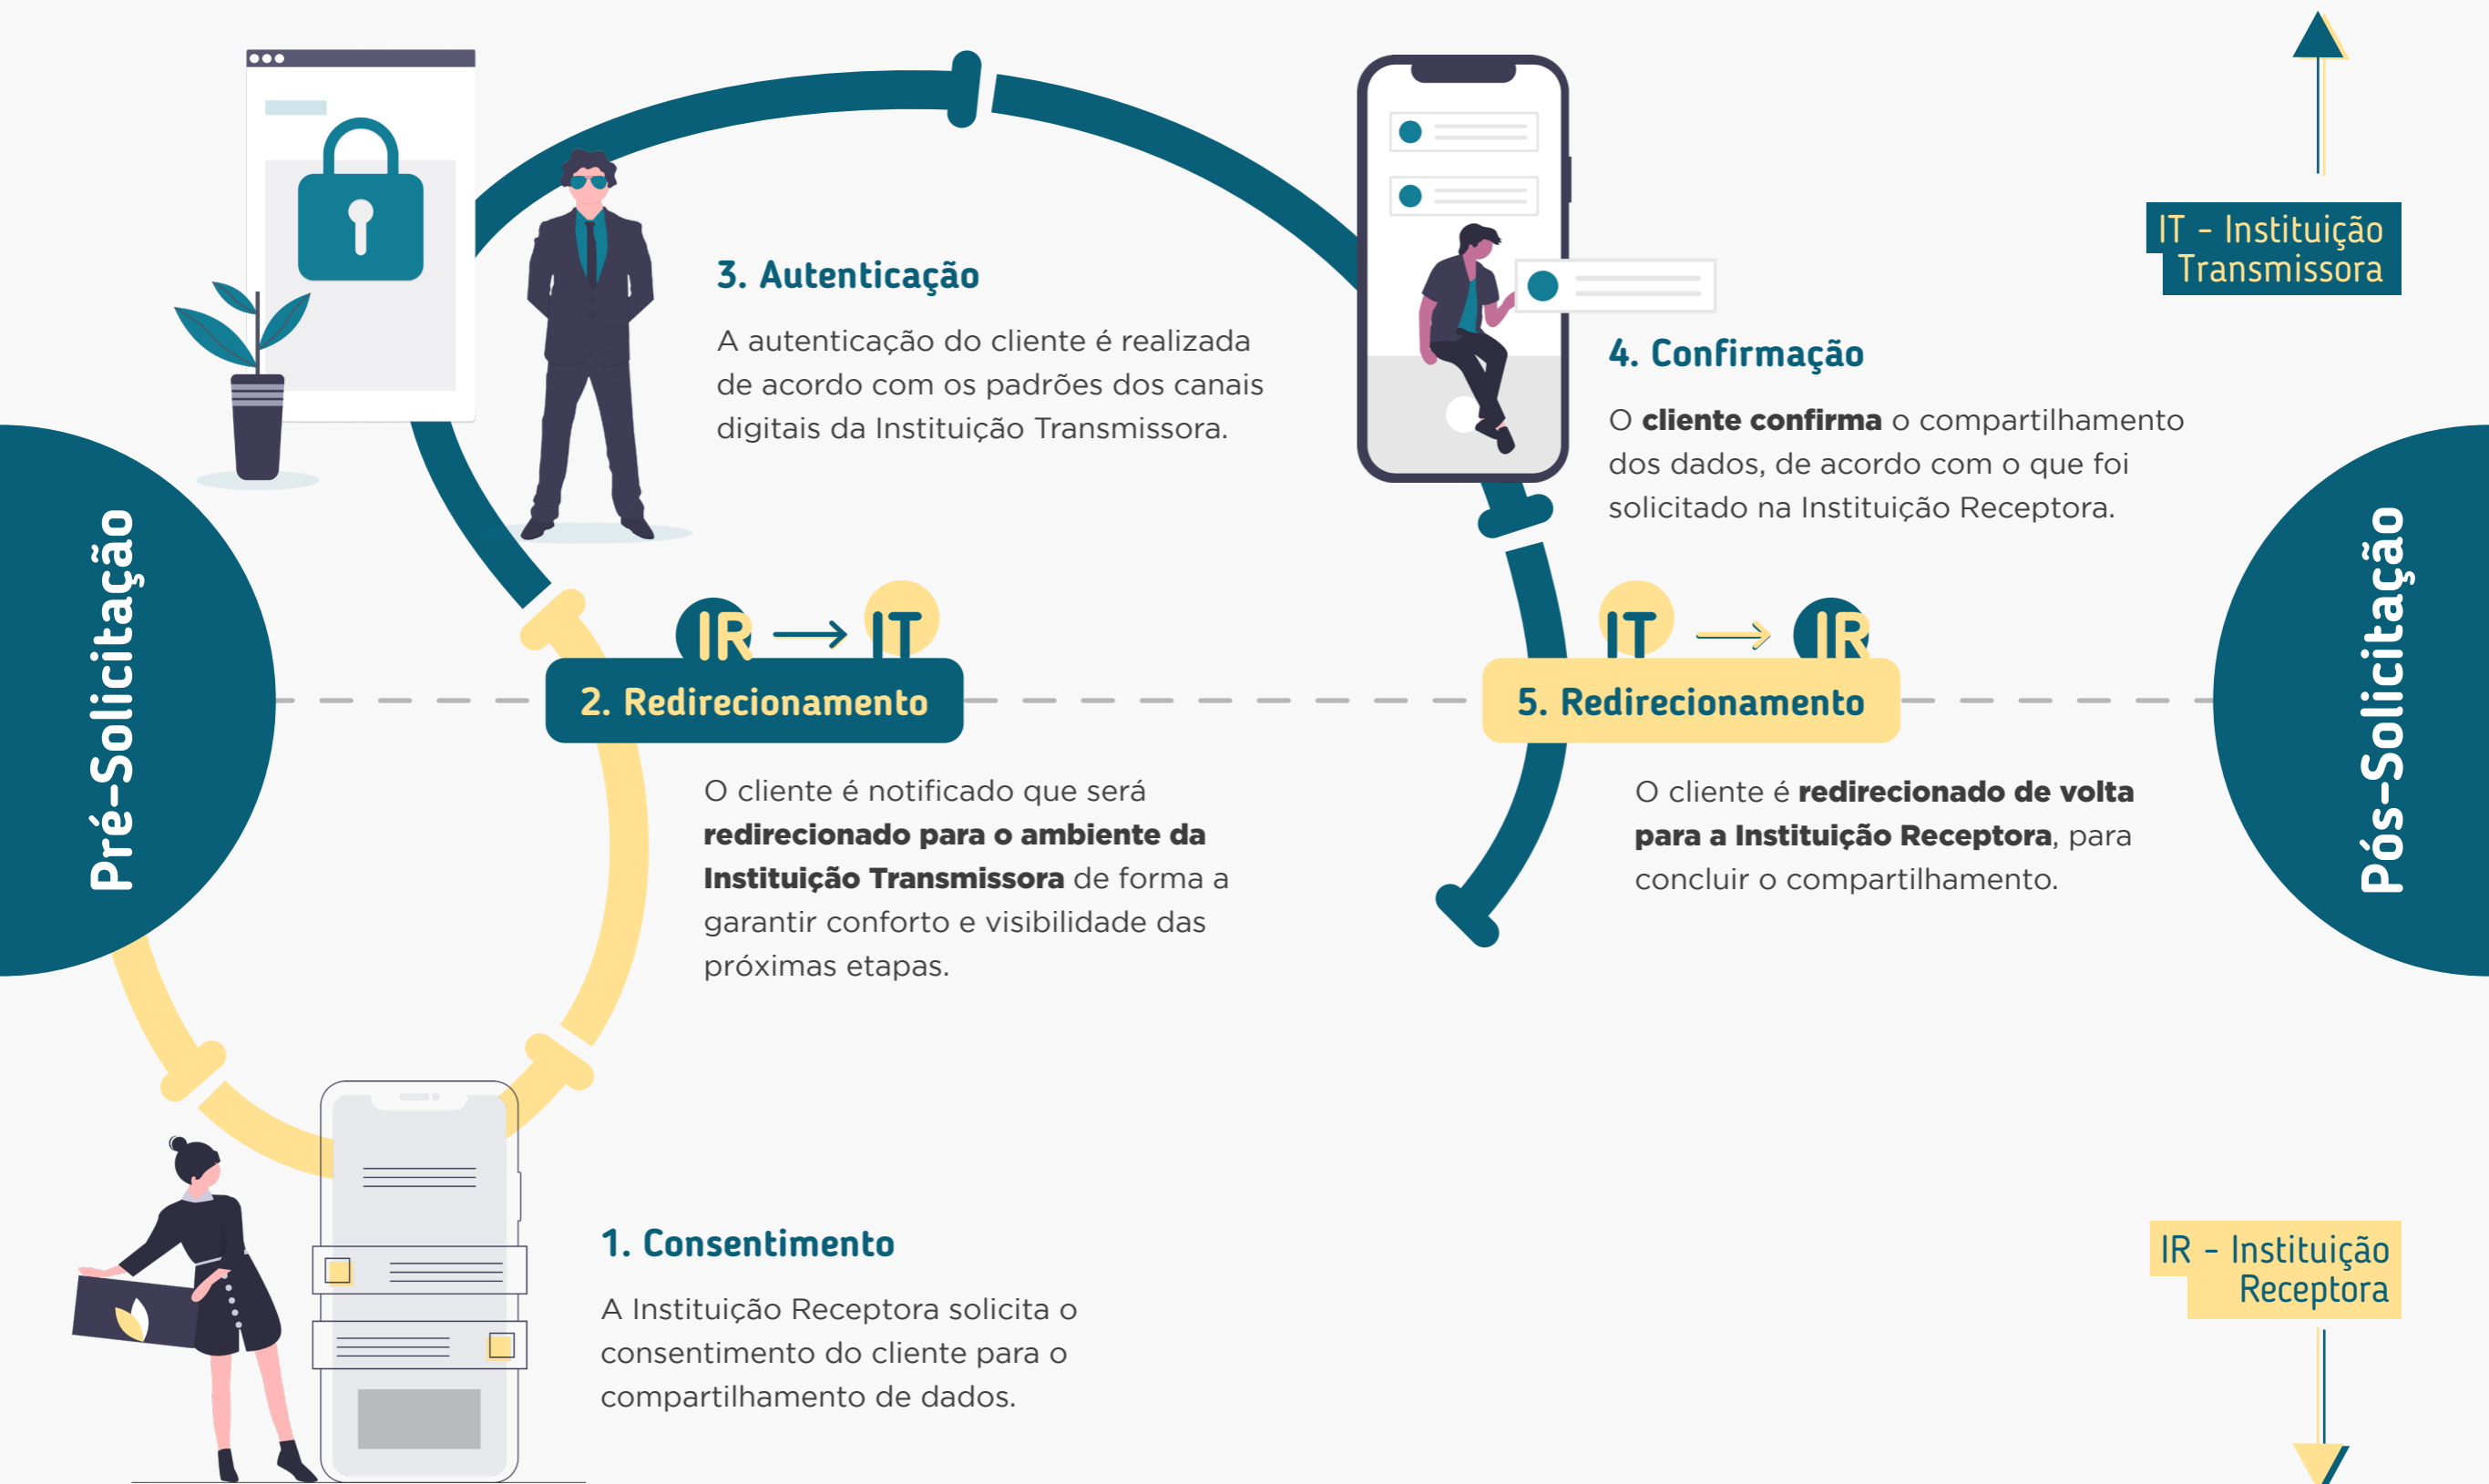 Pré-Solicitação
1. Consentimento
A Instituição Receptora solicita o
consentimento do cliente para o
compartilhamento de dados.
IR → IT
2. Redirecionamento
O cliente é notificado que será
redirecionado para o ambiente da
Instituição Transmissora de forma a
garantir conforto e visibilidade das
próximas etapas.
3. Autenticação
A autenticação do cliente é realizada
de acordo com os padrões dos canais
digitais da Instituição Transmissora.
4. Confirmação
O cliente confirma o compartilhamento
dos dados, de acordo com o que foi
solicitado na Instituição Receptora.
IT → IR
5. Redirecionamento
O cliente é redirecionado de volta
para a Instituição Receptora, para
concluir o compartilhamento.
Pós-Solicitação
IT - Instituição
Transmissora
IR - Instituição
Receptora